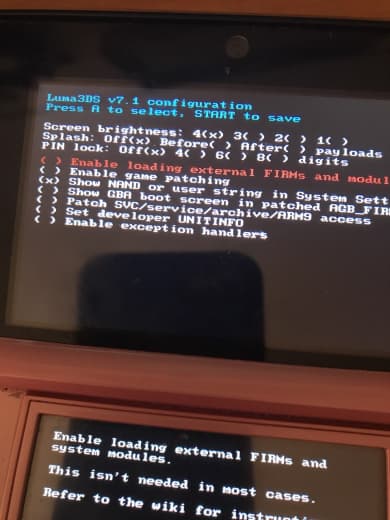 Luma3DS v7.1 configuration
Press A to select, START to save
Screen brightness: 4(x) 3( ) 2( ) 1( )
Splash: Off(x) Before( ) After( ) payloads
PIN lock: Off(x) 4( ) 6( ) 8( ) digits
( ) Enable loading external FIRMs and modul
( ) Enable game patching
(x) Show NAND or user string in System Sett
( ) Show GBA boot screen in patched AGB_FIR
( ) Patch SVC/service/archive/ARM9 access
( ) Set developer UNITINFO
( ) Enable exception handlers
Enable loading external FIRMs and
system modules.
This isn't needed in most cases.
Refer to the wiki for instructi